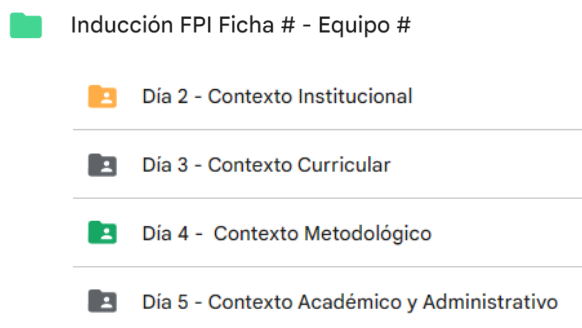 Inducción FPI Ficha # - Equipo #
Día 2 - Contexto Institucional
Día 3 - Contexto Curricular
Día 4 - Contexto Metodológico
Día 5 - Contexto Académico y Administrativo